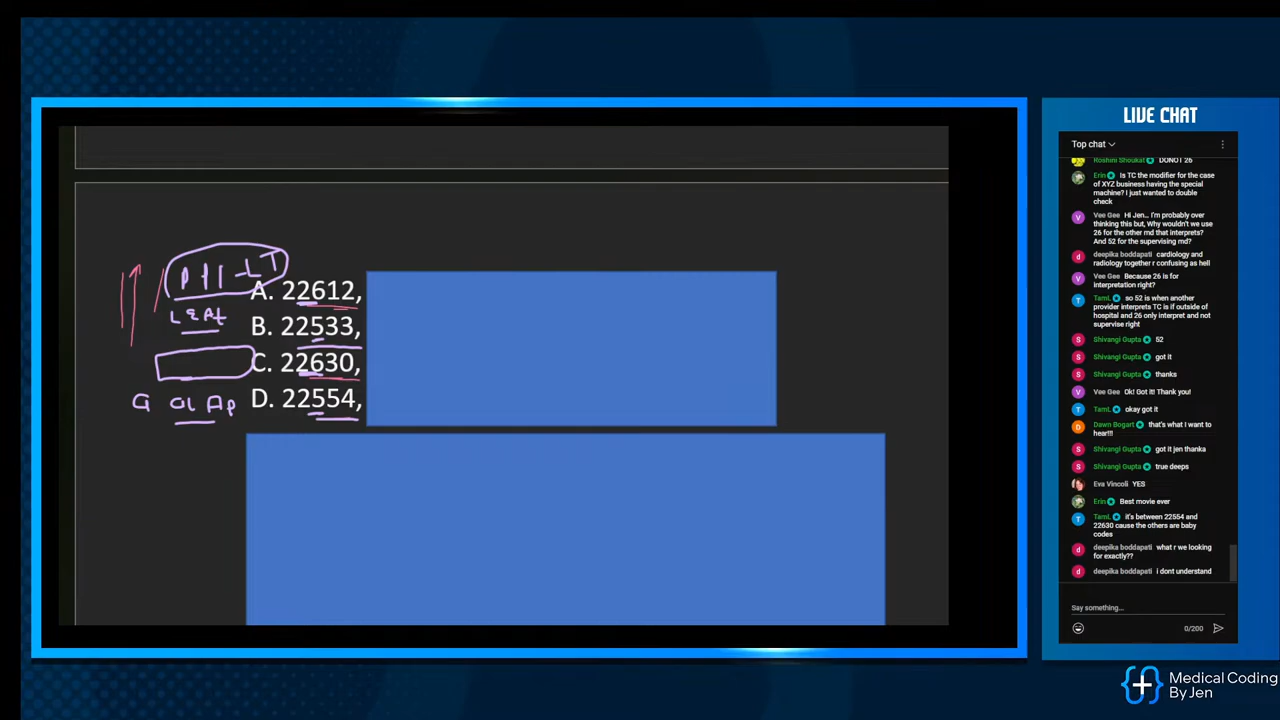 LIVE CHAT
Top chat
Roshini Shoukat DONOT 26
Erin Is TC the modifier for the case
of XYZ business having the special
machine? I just wanted to double
check
Vee Gee Hi Jen... I'm probably over
thinking this but, Why wouldn't we use
26 for the other md that interprets?
And 52 for the supervising md?
deepika boddapati cardiology and
radiology together r confusing as hell
Vee Gee Because 26 is for
interpretation right?
TamL so 52 is when another
provider interprets TC is if outside of
hospital and 26 only interpret and not
supervise right
Shivangi Gupta 52
Shivangi Gupta got it
Shivangi Gupta thanks
Vee Gee Ok! Got it! Thank you!
TamL okay got it
Dawn Bogart that's what I want to
hear!!!
Shivangi Gupta got it jen thanka
Shivangi Gupta true deeps
Eva Vincoli YES
Erin Best movie ever
TamL it's between 22554 and
22630 cause the others are baby
codes
deepika boddapati what r we looking
for exactly??
deepika boddapati i dont understand
Say something...
0/200
A. 22612,
B. 22533,
C. 22630,
D. 22554,
Medical Coding
By Jen